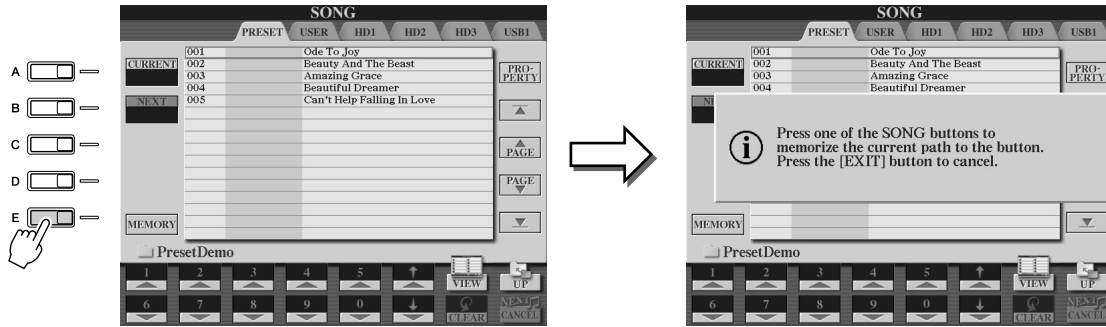 A
B
C
D
E
SONG
PRESET USER HD1 HD2 HD3 USB1
CURRENT
NEXT
MEMORY
001 Ode To Joy
002 Beauty And The Beast
003 Amazing Grace
004 Beautiful Dreamer
005 Can't Help Falling In Love
PRO-
PERTY
PAGE
PAGE
PresetDemo
1 2 3 4 5 VIEW UP
6 7 8 9 0 CLEAR NEXT
CANCEL
SONG
PRESET USER HD1 HD2 HD3 USB1
CURRENT
001 Ode To Joy
002 Beauty And The Beast
003 Amazing Grace
004 Beautiful Dreamer
PRO-
PERTY
i
Press one of the SONG buttons to
memorize the current path to the button.
Press the [EXIT] button to cancel.
MEMORY
PresetDemo
1 2 3 4 5 VIEW UP
6 7 8 9 0 CLEAR NEXT
CANCEL